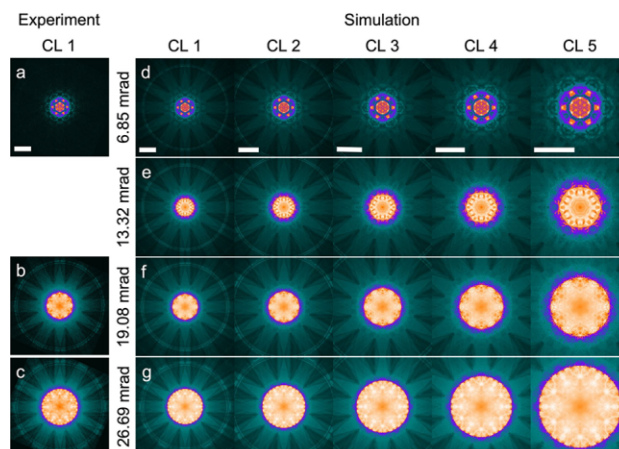 Experiment Simulation
CL 1 CL 1 CL 2 CL 3 CL 4 CL 5
a d 6.85 mrad
e 13.32 mrad
b f 19.08 mrad
c g 26.69 mrad